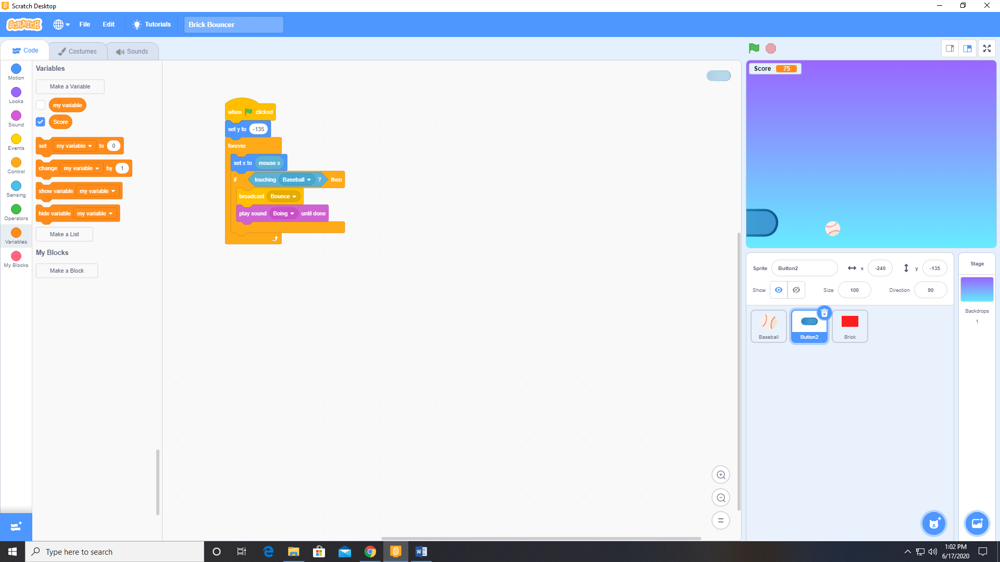 Scratch Desktop
SCRATCH File Edit Tutorials Brick Bouncer
Code Costumes Sounds
Motion
Looks
Sound
Events
Control
Sensing
Operators
Variables
My Blocks
Variables
Make a Variable
my variable
Score
set my variable to 0
change my variable by 1
show variable my variable
hide variable my variable
Make a List
My Blocks
Make a Block
when clicked
set y to -135
forever
set x to mouse x
if touching Baseball ? then
broadcast Bounce
play sound Boing until done
Score 75
Sprite Button2 x -240 y -135
Show Size 100 Direction 90
Baseball
Button2
Brick
Stage
Backdrops
1
Type here to search
1:02 PM
6/17/2020